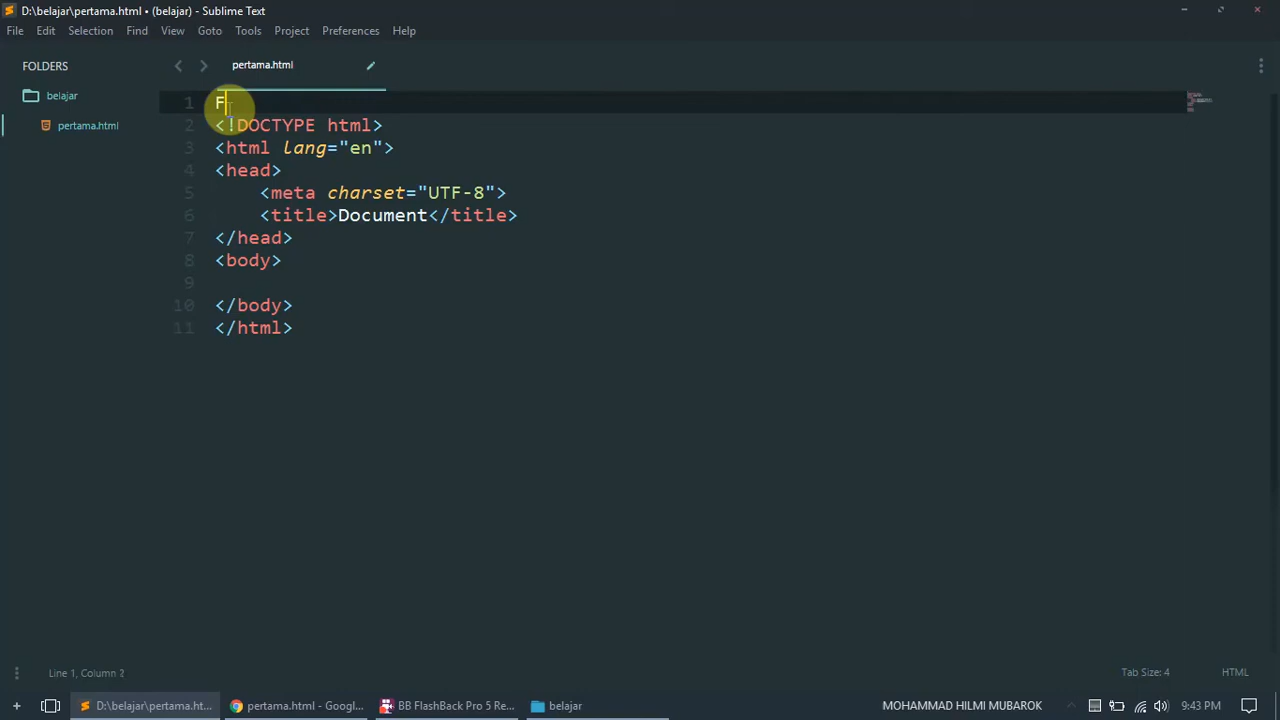 D:\belajar\pertama.html • (belajar) - Sublime Text
File Edit Selection Find View Goto Tools Project Preferences Help
FOLDERS
belajar
pertama.html
pertama.html
1 F
2 <!DOCTYPE html>
3 <html lang="en">
4 <head>
5 <meta charset="UTF-8">
6 <title>Document</title>
7 </head>
8 <body>
9
10 </body>
11 </html>
Line 1, Column 2
Tab Size: 4
HTML
D:\belajar\pertama.ht...
pertama.html - Googl...
BB FlashBack Pro 5 Re...
belajar
MOHAMMAD HILMI MUBAROK
9:43 PM